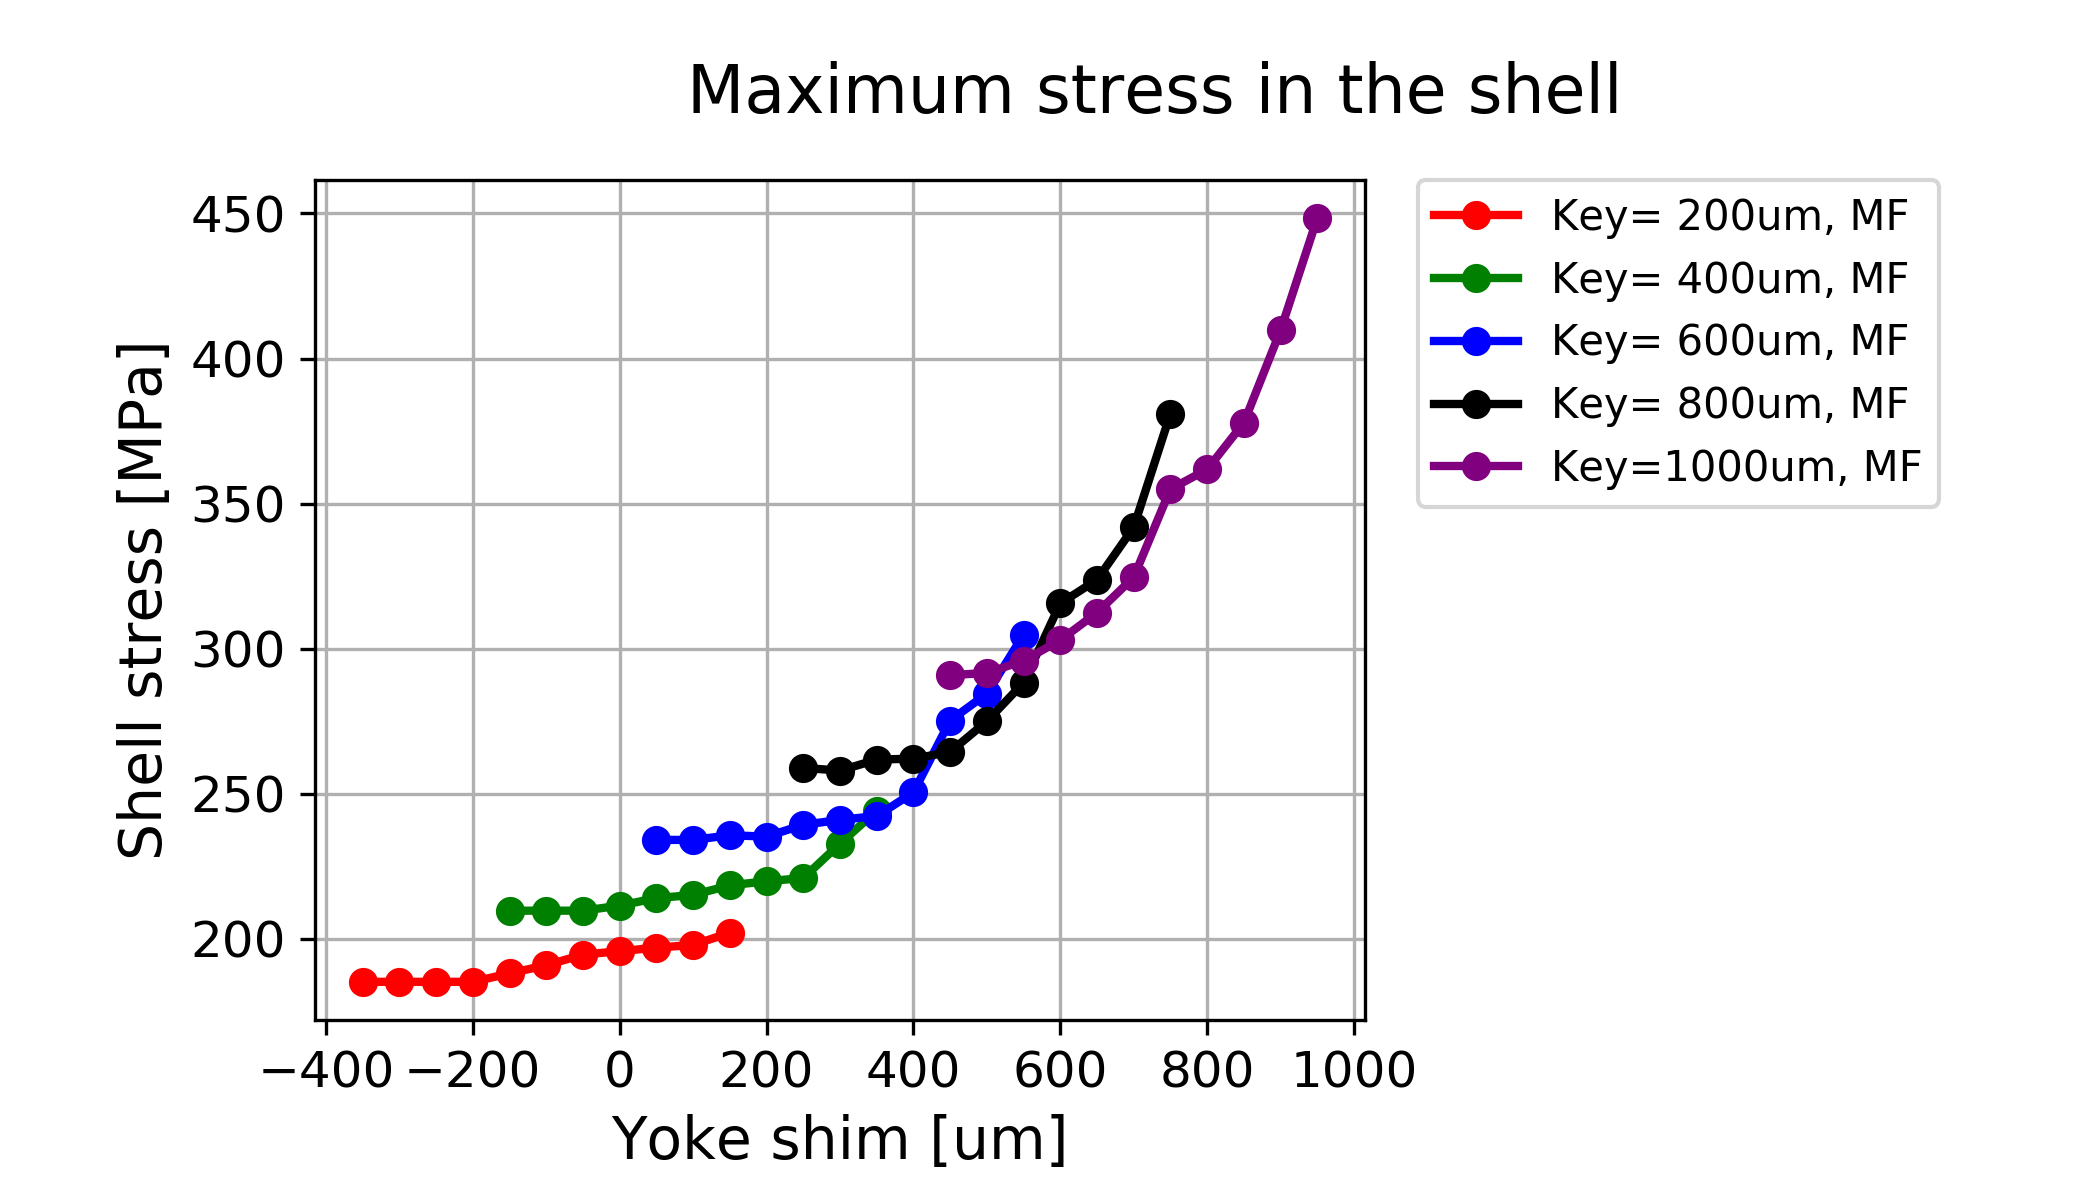 Maximum stress in the shell
Shell stress [MPa]
450
400
350
300
250
200
−400 −200 0 200 400 600 800 1000
Yoke shim [um]
Key= 200um, MF
Key= 400um, MF
Key= 600um, MF
Key= 800um, MF
Key=1000um, MF